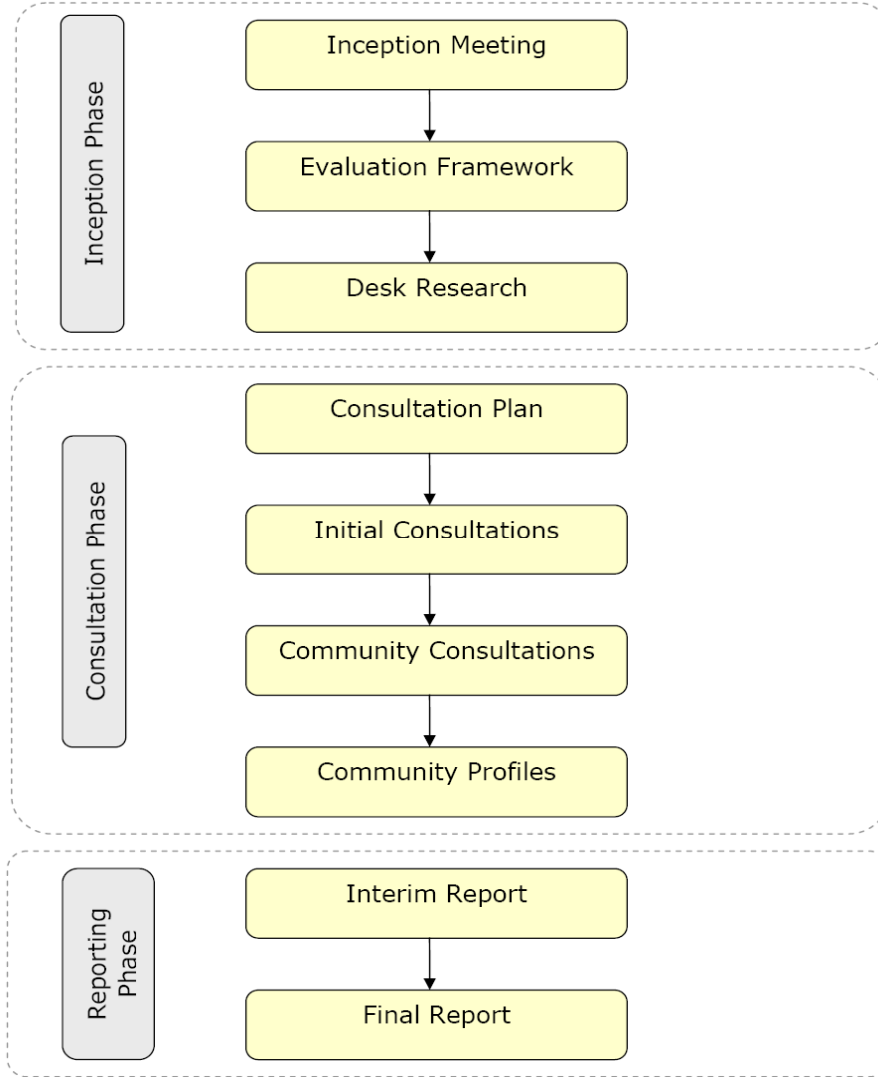 Inception Phase
Inception Meeting
Evaluation Framework
Desk Research
Consultation Phase
Consultation Plan
Initial Consultations
Community Consultations
Community Profiles
Reporting
Phase
Interim Report
Final Report